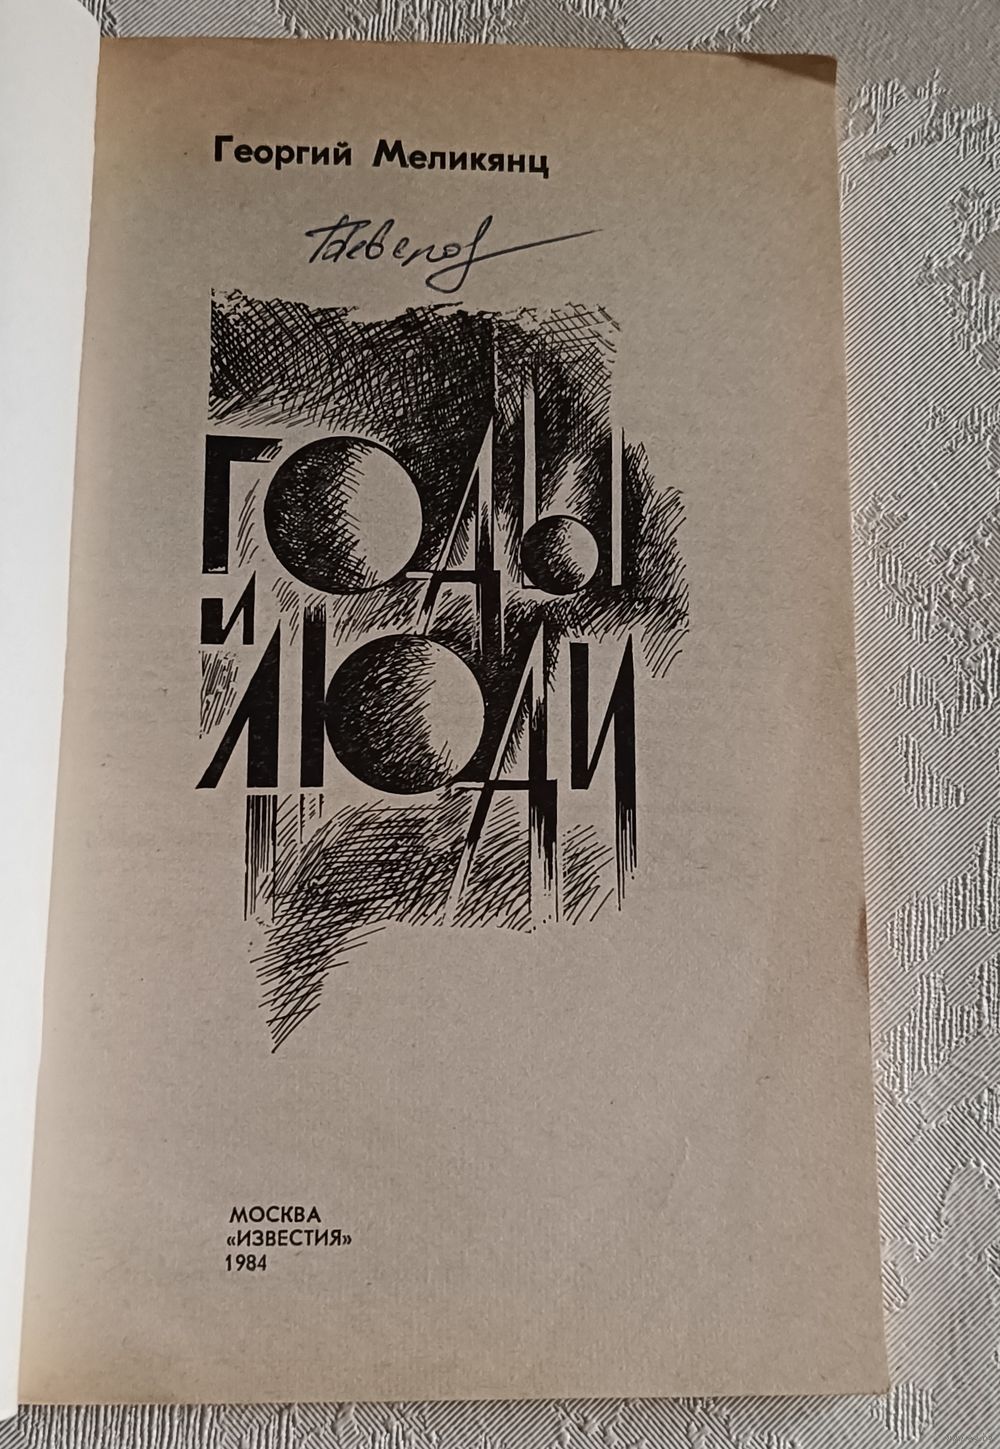 Георгий Меликянц
ГОДЫ
И
ЛЮДИ
МОСКВА
«ИЗВЕСТИЯ»
1984